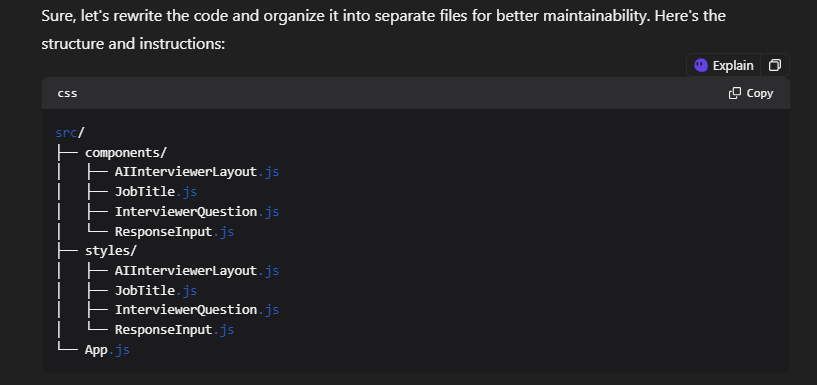 Sure, let's rewrite the code and organize it into separate files for better maintainability. Here's the
structure and instructions:
Explain
css
Copy
src/
├── components/
│   ├── AIInterviewerLayout.js
│   ├── JobTitle.js
│   ├── InterviewerQuestion.js
│   └── ResponseInput.js
├── styles/
│   ├── AIInterviewerLayout.js
│   ├── JobTitle.js
│   ├── InterviewerQuestion.js
│   └── ResponseInput.js
└── App.js